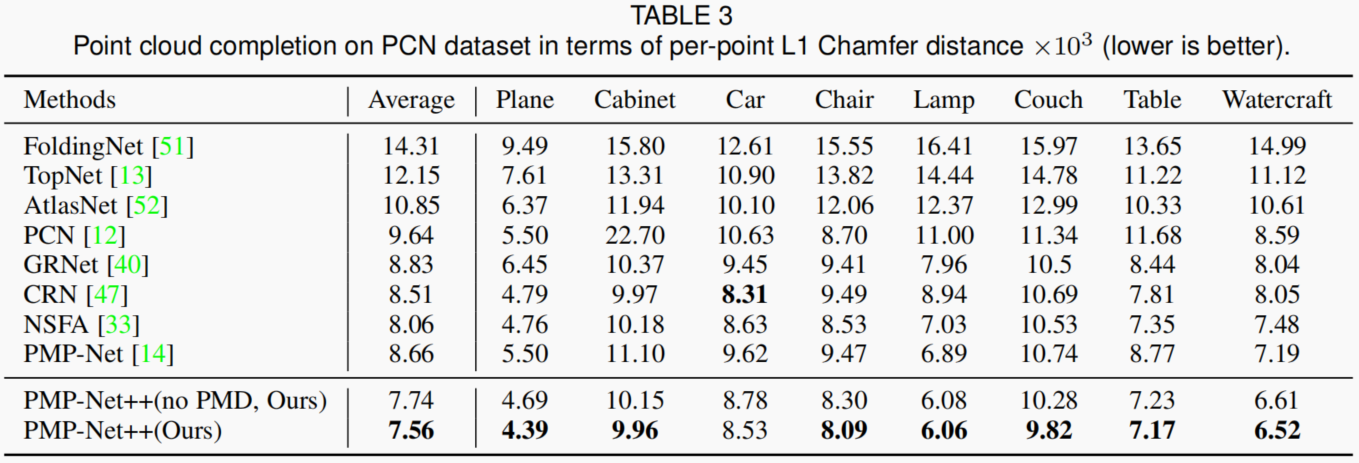 TABLE 3
Point cloud completion on PCN dataset in terms of per-point L1 Chamfer distance ×10³ (lower is better).
Methods Average Plane Cabinet Car Chair Lamp Couch Table Watercraft
FoldingNet [51] 14.31 9.49 15.80 12.61 15.55 16.41 15.97 13.65 14.99
TopNet [13] 12.15 7.61 13.31 10.90 13.82 14.44 14.78 11.22 11.12
AtlasNet [52] 10.85 6.37 11.94 10.10 12.06 12.37 12.99 10.33 10.61
PCN [12] 9.64 5.50 22.70 10.63 8.70 11.00 11.34 11.68 8.59
GRNet [40] 8.83 6.45 10.37 9.45 9.41 7.96 10.5 8.44 8.04
CRN [47] 8.51 4.79 9.97 8.31 9.49 8.94 10.69 7.81 8.05
NSFA [33] 8.06 4.76 10.18 8.63 8.53 7.03 10.53 7.35 7.48
PMP-Net [14] 8.66 5.50 11.10 9.62 9.47 6.89 10.74 8.77 7.19
PMP-Net++(no PMD, Ours) 7.74 4.69 10.15 8.78 8.30 6.08 10.28 7.23 6.61
PMP-Net++(Ours) 7.56 4.39 9.96 8.53 8.09 6.06 9.82 7.17 6.52